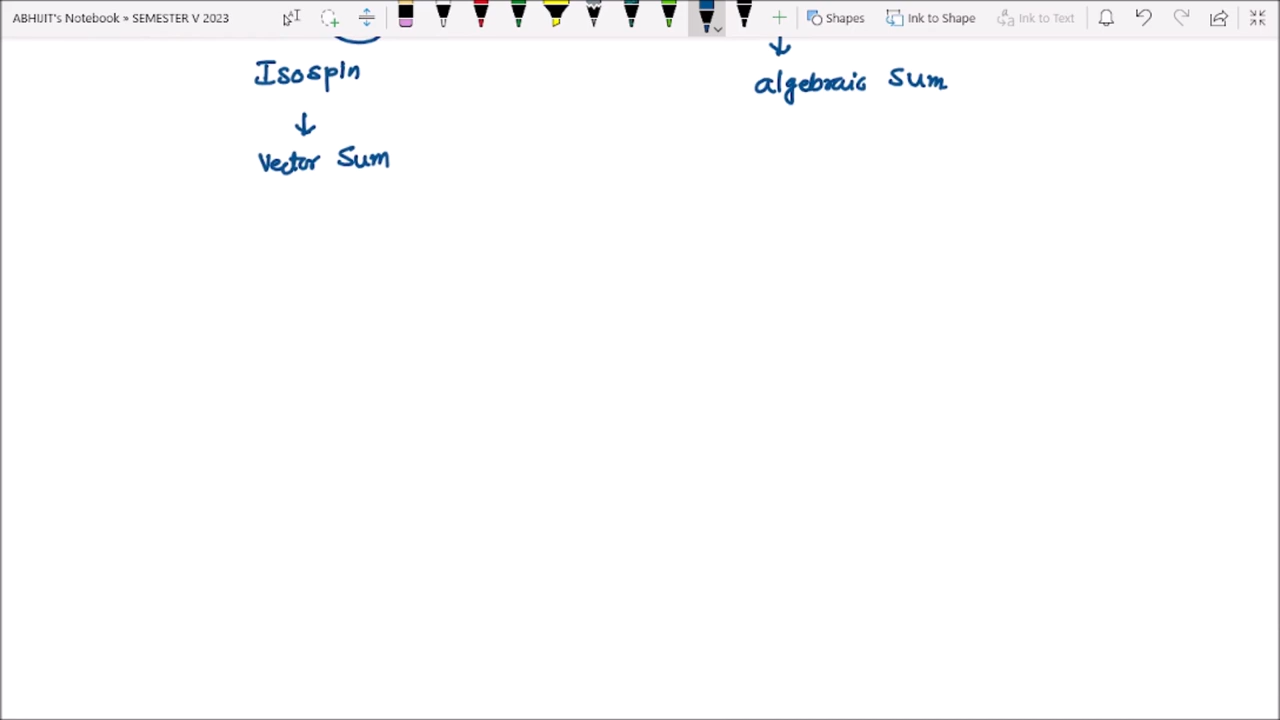 ABHIJIT's Notebook » SEMESTER V 2023
Shapes
Ink to Shape
Ink to Text
Isospin
algebraic Sum
Vector Sum